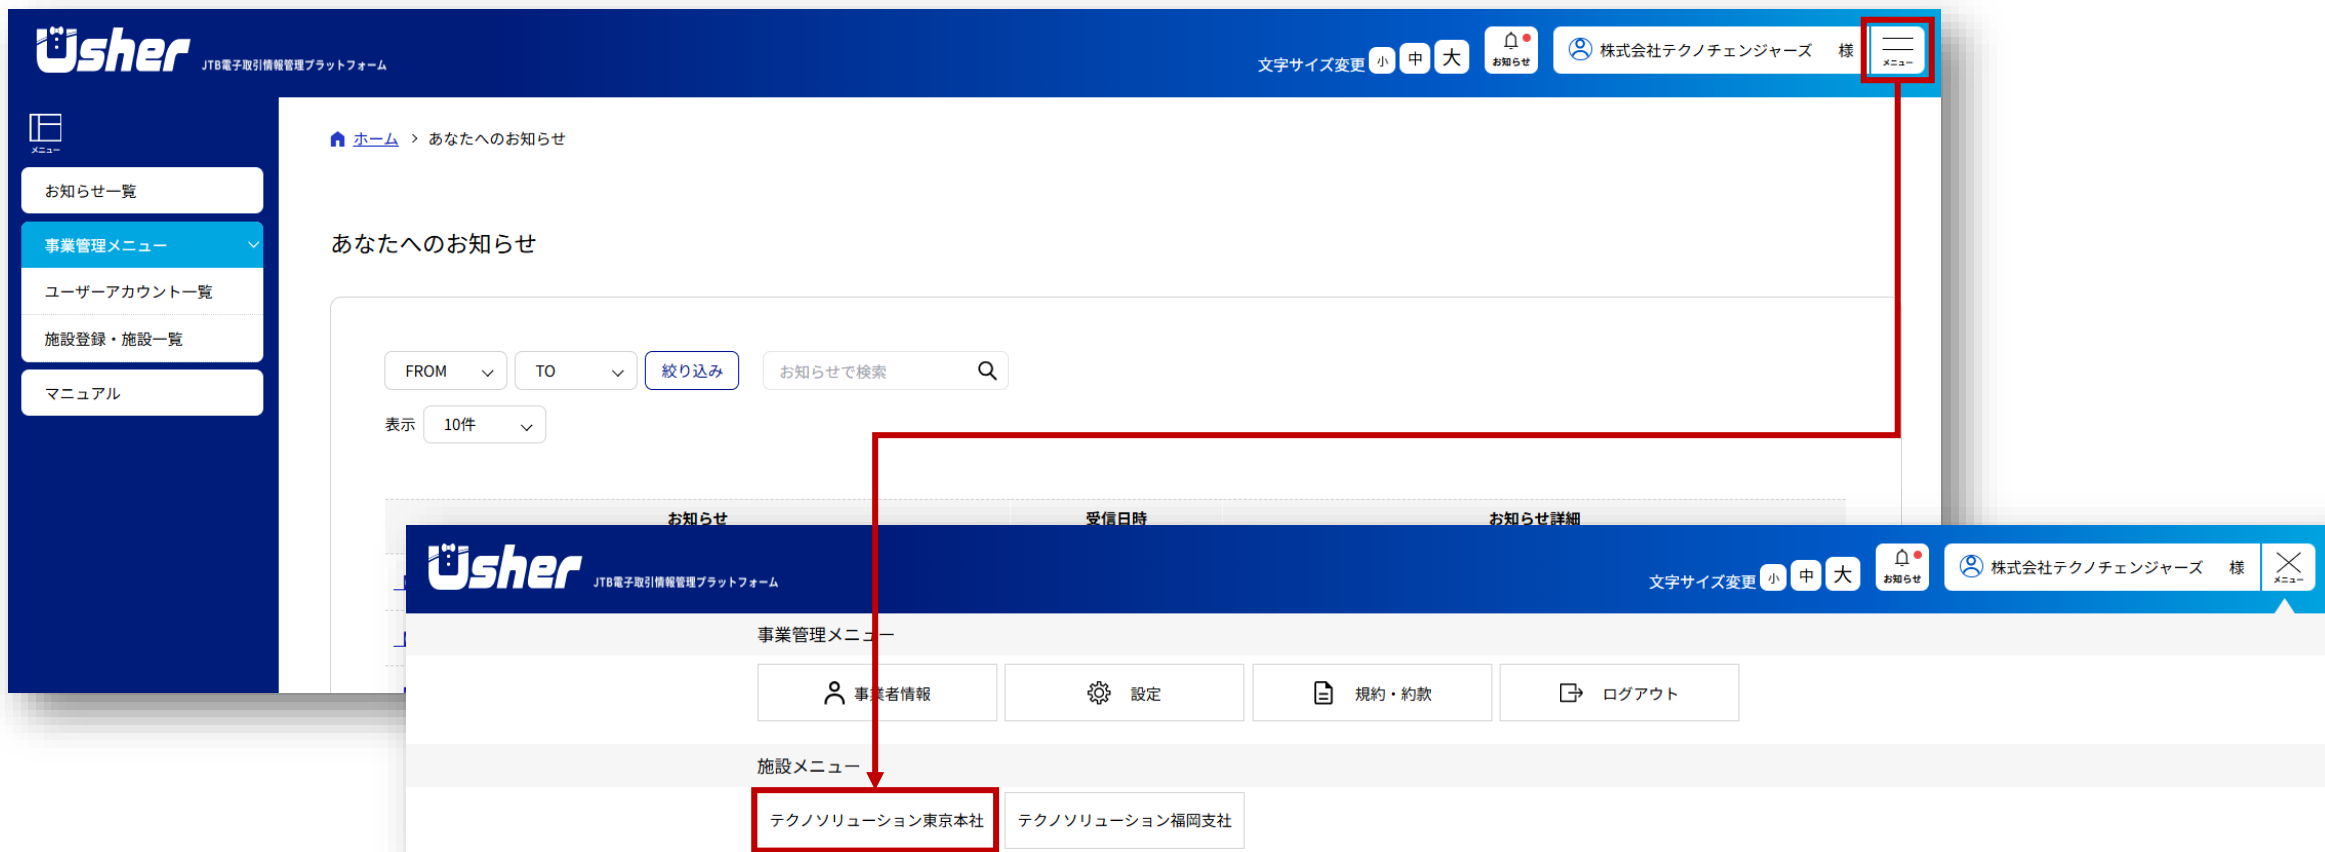 Usher JTB電子取引情報管理プラットフォーム 文字サイズ変更 小 中 大 お知らせ 株式会社テクノチェンジャーズ 様 メニュー
メニュー
お知らせ一覧
事業管理メニュー
ユーザーアカウント一覧
施設登録・施設一覧
マニュアル
ホーム > あなたへのお知らせ
あなたへのお知らせ
FROM TO 絞り込み お知らせで検索
表示 10件
お知らせ 受信日時 お知らせ詳細
Usher JTB電子取引情報管理プラットフォーム 文字サイズ変更 小 中 大 お知らせ 株式会社テクノチェンジャーズ 様 メニュー
事業管理メニュー
事業者情報 設定 規約・約款 ログアウト
施設メニュー
テクノソリューション東京本社 テクノソリューション福岡支社